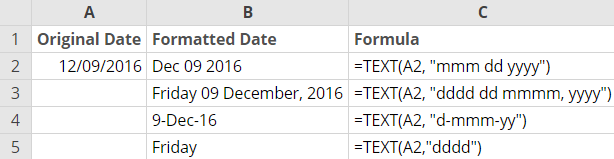 A B C
1 Original Date Formatted Date Formula
2 12/09/2016 Dec 09 2016 =TEXT(A2, "mmm dd yyyy")
3 Friday 09 December, 2016 =TEXT(A2, "dddd dd mmmm, yyyy")
4 9-Dec-16 =TEXT(A2, "d-mmm-yy")
5 Friday =TEXT(A2,"dddd")